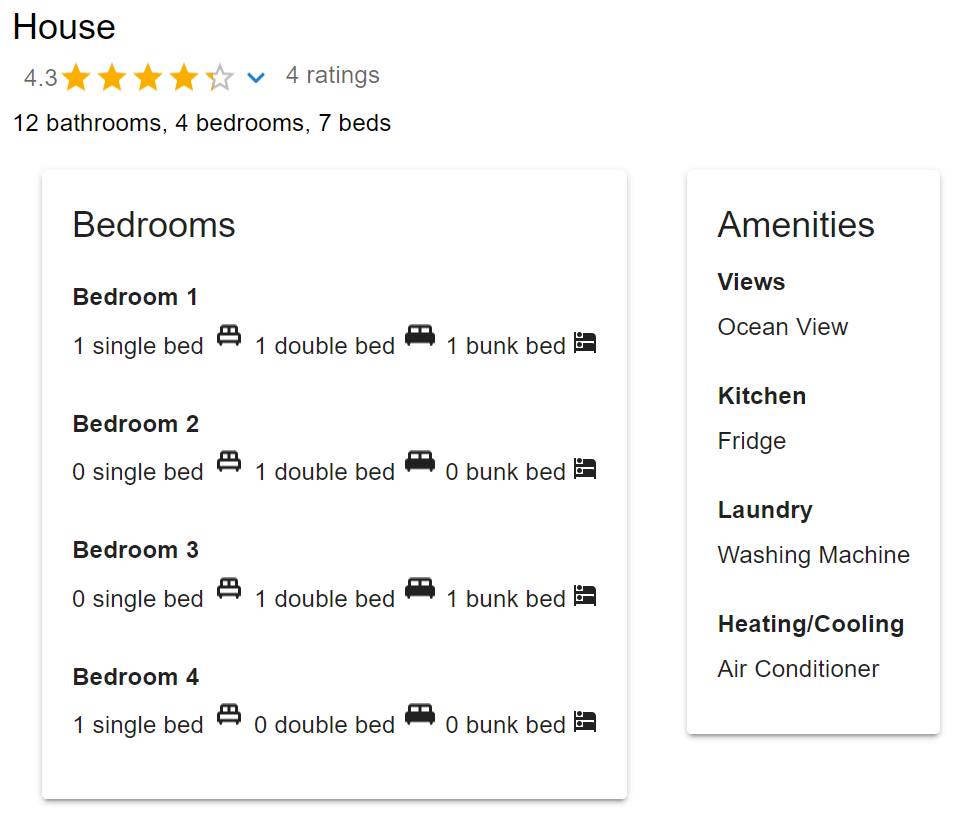 House
4.3 4 ratings
12 bathrooms, 4 bedrooms, 7 beds
Bedrooms
Bedroom 1
1 single bed 1 double bed 1 bunk bed
Bedroom 2
0 single bed 1 double bed 0 bunk bed
Bedroom 3
0 single bed 1 double bed 1 bunk bed
Bedroom 4
1 single bed 0 double bed 0 bunk bed
Amenities
Views
Ocean View
Kitchen
Fridge
Laundry
Washing Machine
Heating/Cooling
Air Conditioner